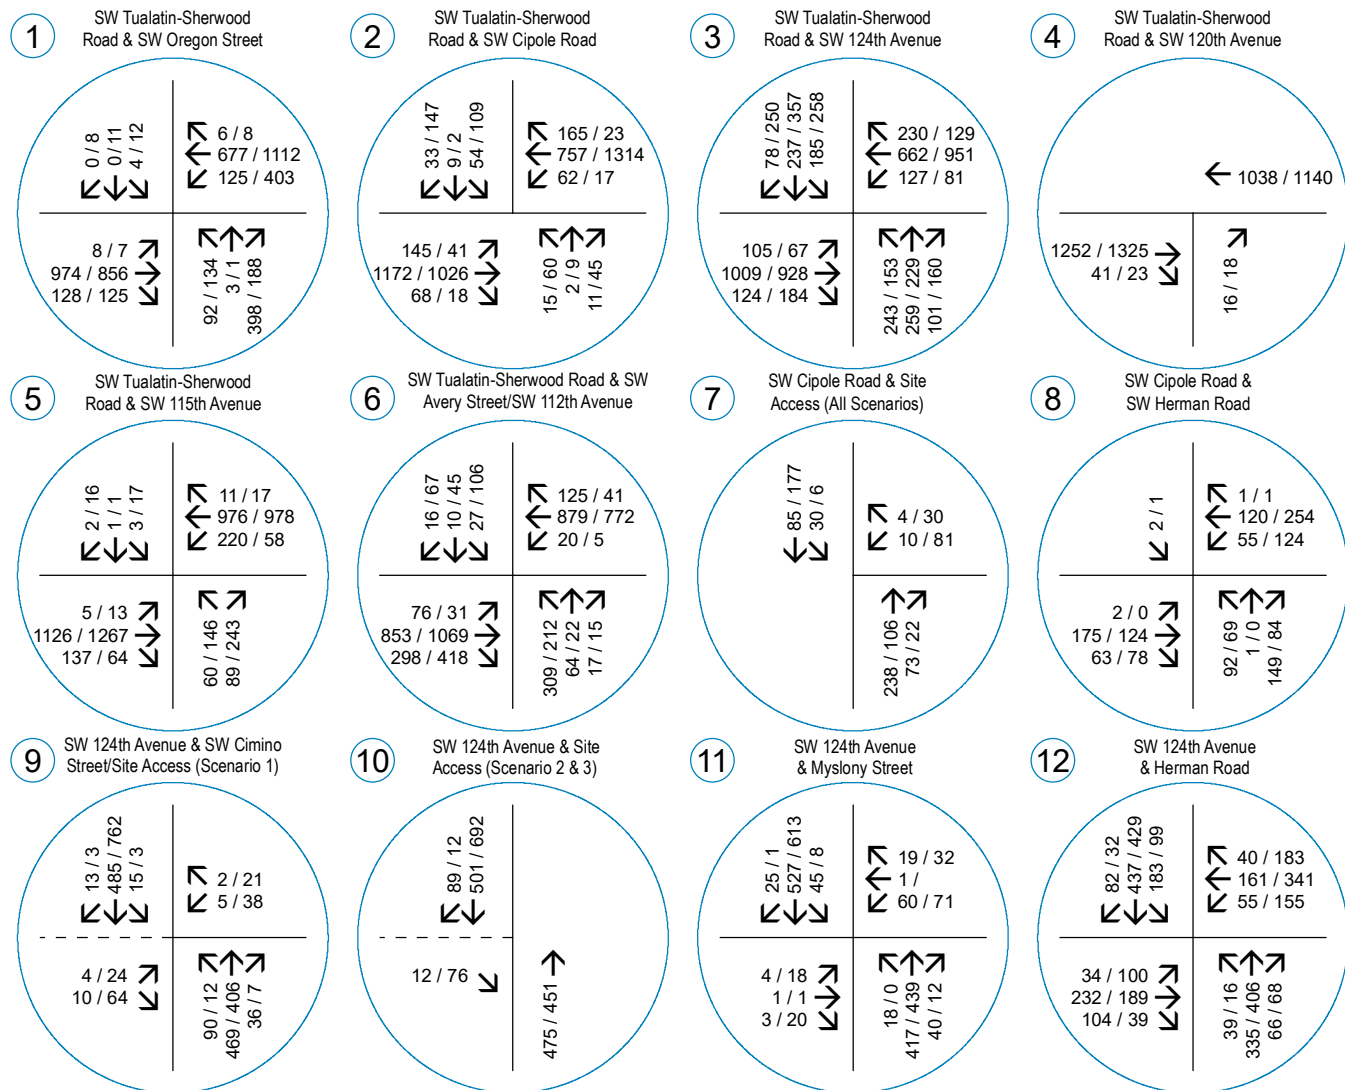 1
SW Tualatin-Sherwood
Road & SW Oregon Street
0 / 8
0 / 11
4 / 12
6 / 8
677 / 1112
125 / 403
8 / 7
974 / 856
128 / 125
92 / 134
3 / 1
398 / 188
2
SW Tualatin-Sherwood
Road & SW Cipole Road
33 / 147
9 / 2
54 / 109
165 / 23
757 / 1314
62 / 17
145 / 41
1172 / 1026
68 / 18
15 / 60
2 / 9
11 / 45
3
SW Tualatin-Sherwood
Road & SW 124th Avenue
78 / 250
237 / 357
185 / 258
230 / 129
662 / 951
127 / 81
105 / 67
1009 / 928
124 / 184
243 / 153
259 / 229
101 / 160
4
SW Tualatin-Sherwood
Road & SW 120th Avenue
1038 / 1140
1252 / 1325
41 / 23
16 / 18
5
SW Tualatin-Sherwood
Road & SW 115th Avenue
2 / 16
1 / 1
3 / 17
11 / 17
976 / 978
220 / 58
5 / 13
1126 / 1267
137 / 64
60 / 146
89 / 243
6
SW Tualatin-Sherwood Road & SW
Avery Street/SW 112th Avenue
16 / 67
10 / 45
27 / 106
125 / 41
879 / 772
20 / 5
76 / 31
853 / 1069
298 / 418
309 / 212
64 / 22
17 / 15
7
SW Cipole Road & Site
Access (All Scenarios)
85 / 177
30 / 6
4 / 30
10 / 81
238 / 106
73 / 22
8
SW Cipole Road &
SW Herman Road
2 / 1
1 / 1
120 / 254
55 / 124
2 / 0
175 / 124
63 / 78
92 / 69
1 / 0
149 / 84
9
SW 124th Avenue & SW Cimino
Street/Site Access (Scenario 1)
13 / 3
485 / 762
15 / 3
2 / 21
5 / 38
4 / 24
10 / 64
90 / 12
469 / 406
36 / 7
10
SW 124th Avenue & Site
Access (Scenario 2 & 3)
89 / 12
501 / 692
12 / 76
475 / 451
11
SW 124th Avenue
& Myslony Street
25 / 1
527 / 613
45 / 8
19 / 32
1 /
60 / 71
4 / 18
1 / 1
3 / 20
18 / 0
417 / 439
40 / 12
12
SW 124th Avenue
& Herman Road
82 / 32
437 / 429
183 / 99
40 / 183
161 / 341
55 / 155
34 / 100
232 / 189
104 / 39
39 / 16
335 / 406
66 / 68